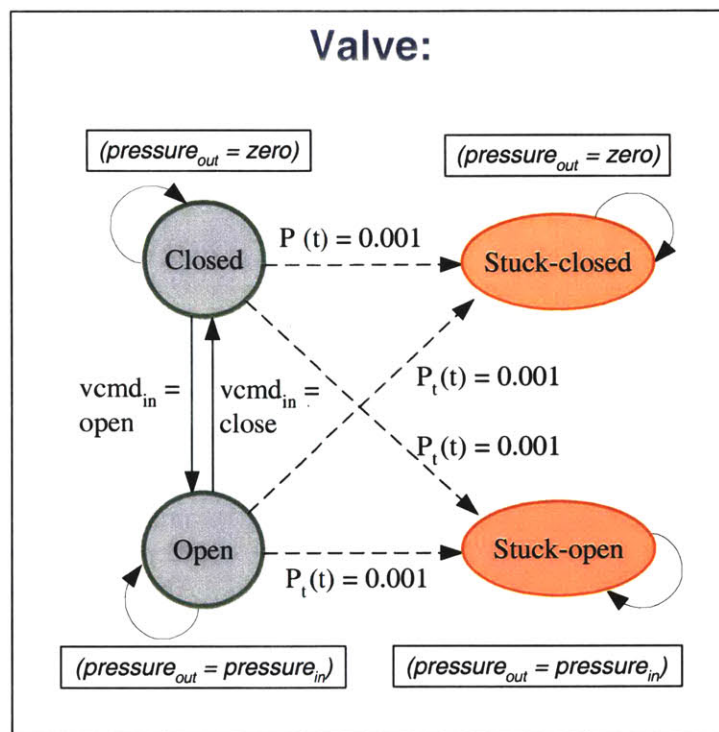 Valve:
(pressure_out = zero)
(pressure_out = zero)
Closed
P (t) = 0.001
Stuck-closed
vcmd_in =
open
vcmd_in =
close
P_t(t) = 0.001
P_t(t) = 0.001
Open
P_t(t) = 0.001
Stuck-open
(pressure_out = pressure_in)
(pressure_out = pressure_in)